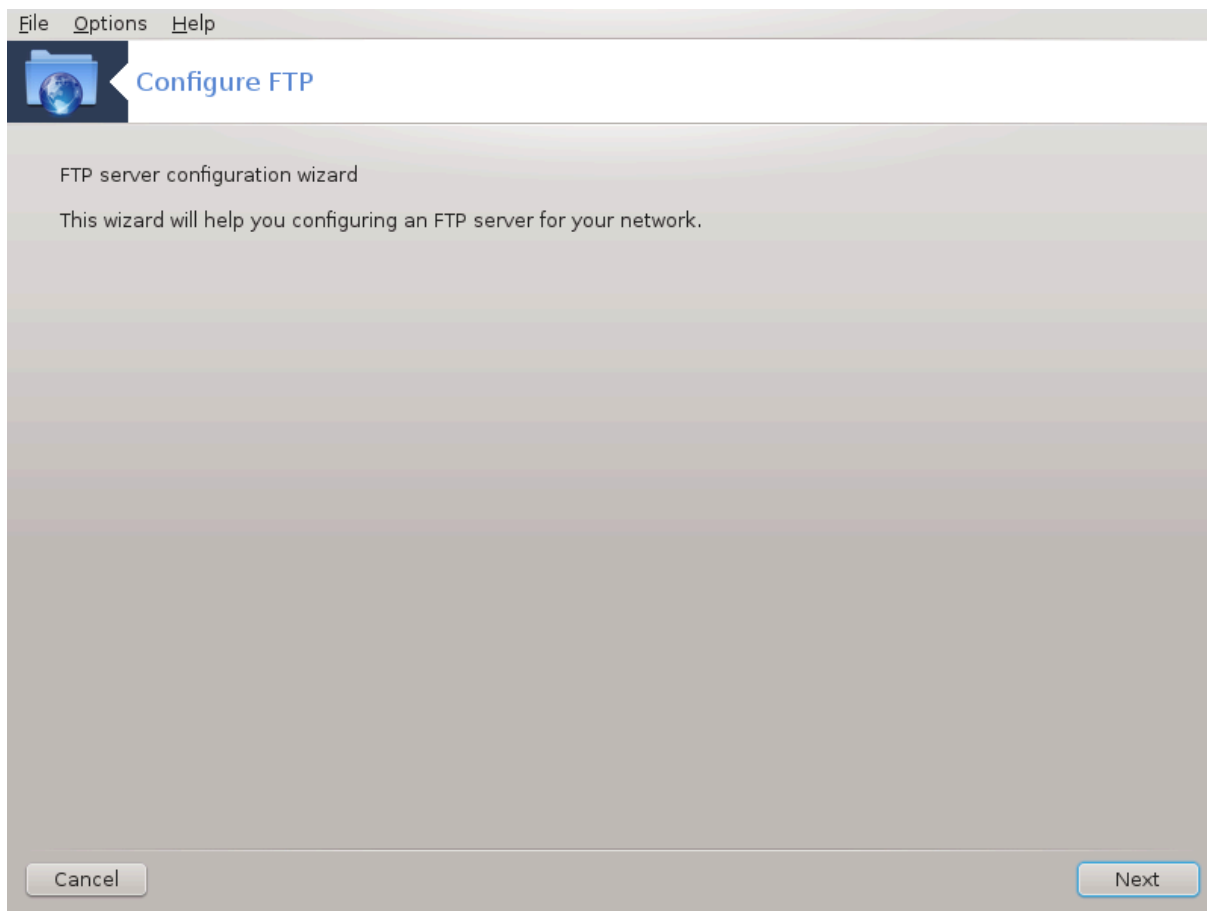 File Options Help
Configure FTP
FTP server configuration wizard
This wizard will help you configuring an FTP server for your network.
Cancel Next